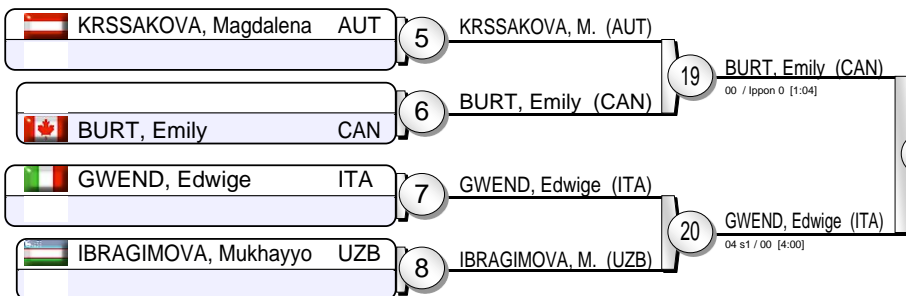 KRSSAKOVA, Magdalena AUT
5
KRSSAKOVA, M. (AUT)
19
BURT, Emily (CAN)
00 / Ippon 0 [1:04]
6
BURT, Emily (CAN)
BURT, Emily CAN
GWEND, Edwige ITA
7
GWEND, Edwige (ITA)
20
GWEND, Edwige (ITA)
04 s1 / 00 [4:00]
IBRAGIMOVA, Mukhayyo UZB
8
IBRAGIMOVA, M. (UZB)